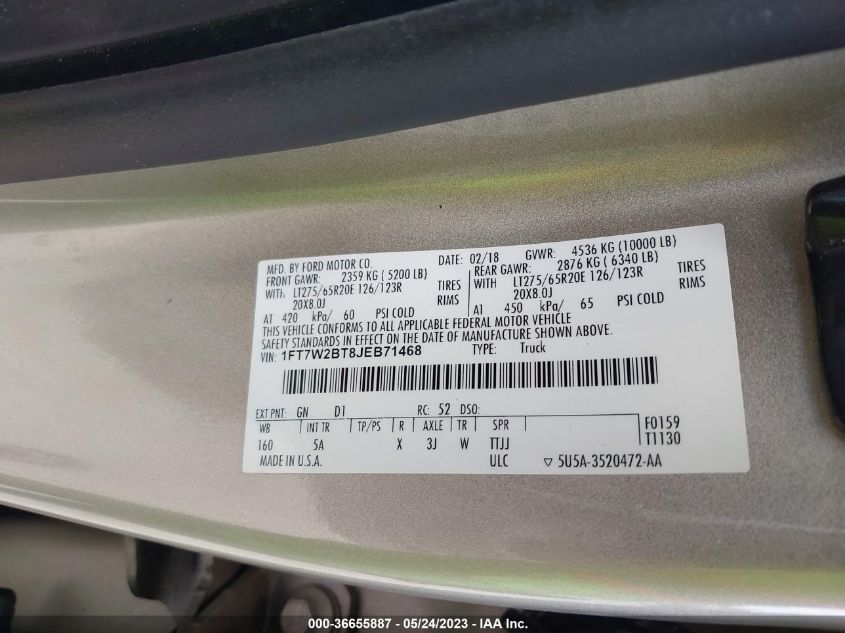 MFD. BY FORD MOTOR CO. DATE: 02/18 GVWR: 4536 KG (10000 LB)
FRONT GAWR: 2359 KG ( 5200 LB) REAR GAWR: 2876 KG ( 6340 LB)
WITH LT275/65R20E 126/123R TIRES WITH LT275/65R20E 126/123R TIRES
20X8.0J RIMS 20X8.0J RIMS
AT 420 kPa/ 60 PSI COLD AT 450 kPa/ 65 PSI COLD
THIS VEHICLE CONFORMS TO ALL APPLICABLE FEDERAL MOTOR VEHICLE
SAFETY STANDARDS IN EFFECT ON THE DATE OF MANUFACTURE SHOWN ABOVE.
VIN: 1FT7W2BT8JEB71468 TYPE: Truck
EXT PNT: GN D1 RC: 52 DSO:
WB INT TR TP/PS R AXLE TR SPR F0159
160 5A X 3J W TTJJ T1130
MADE IN U.S.A. ULC ▽ 5U5A-3520472-AA
000-36655887 - 05/24/2023 - IAA Inc.